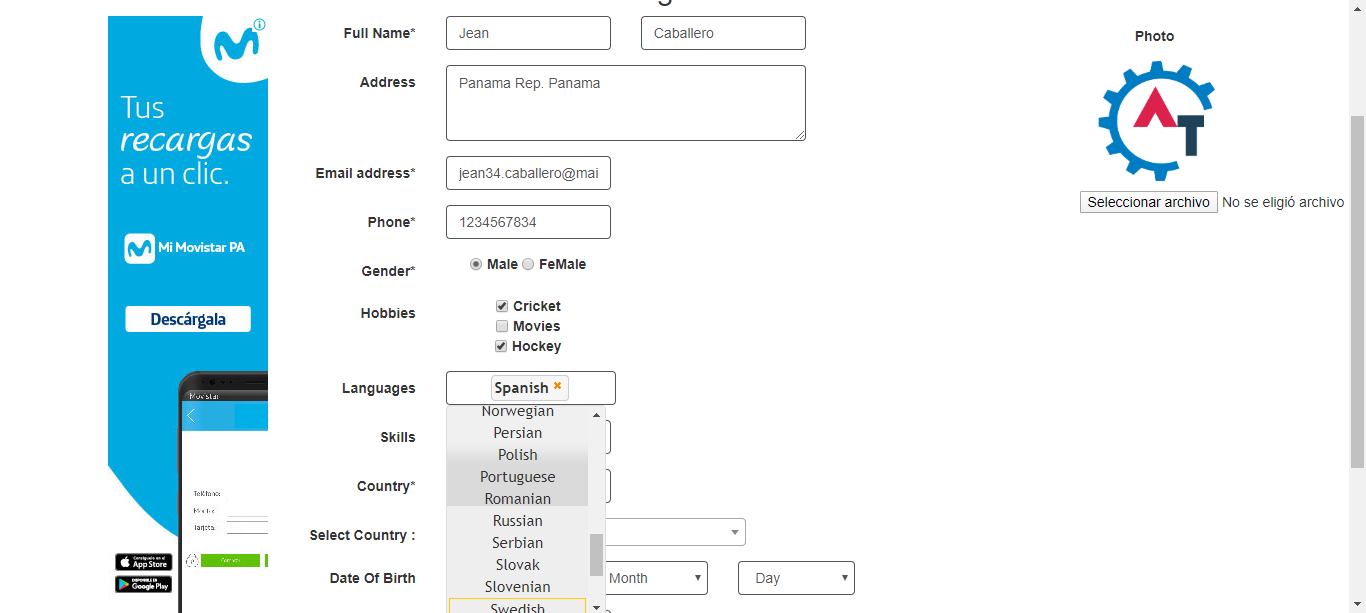 Full Name*
Jean
Caballero
Photo
Address
Panama Rep. Panama
Tus
recargas
a un clic.
Email address*
jean34.caballero@mai
Seleccionar archivo No se eligió archivo
Phone*
1234567834
Mi Movistar PA
Gender*
Male
FeMale
Hobbies
Cricket
Movies
Hockey
Descárgala
Languages
Spanish
Movistar
Norwegian
Persian
Polish
Portuguese
Romanian
Russian
Serbian
Slovak
Slovenian
Swedish
Skills
Country*
Teléfono:
Monto:
Tarjeta:
Select Country :
App Store
Google Play
Date Of Birth
Month
Day